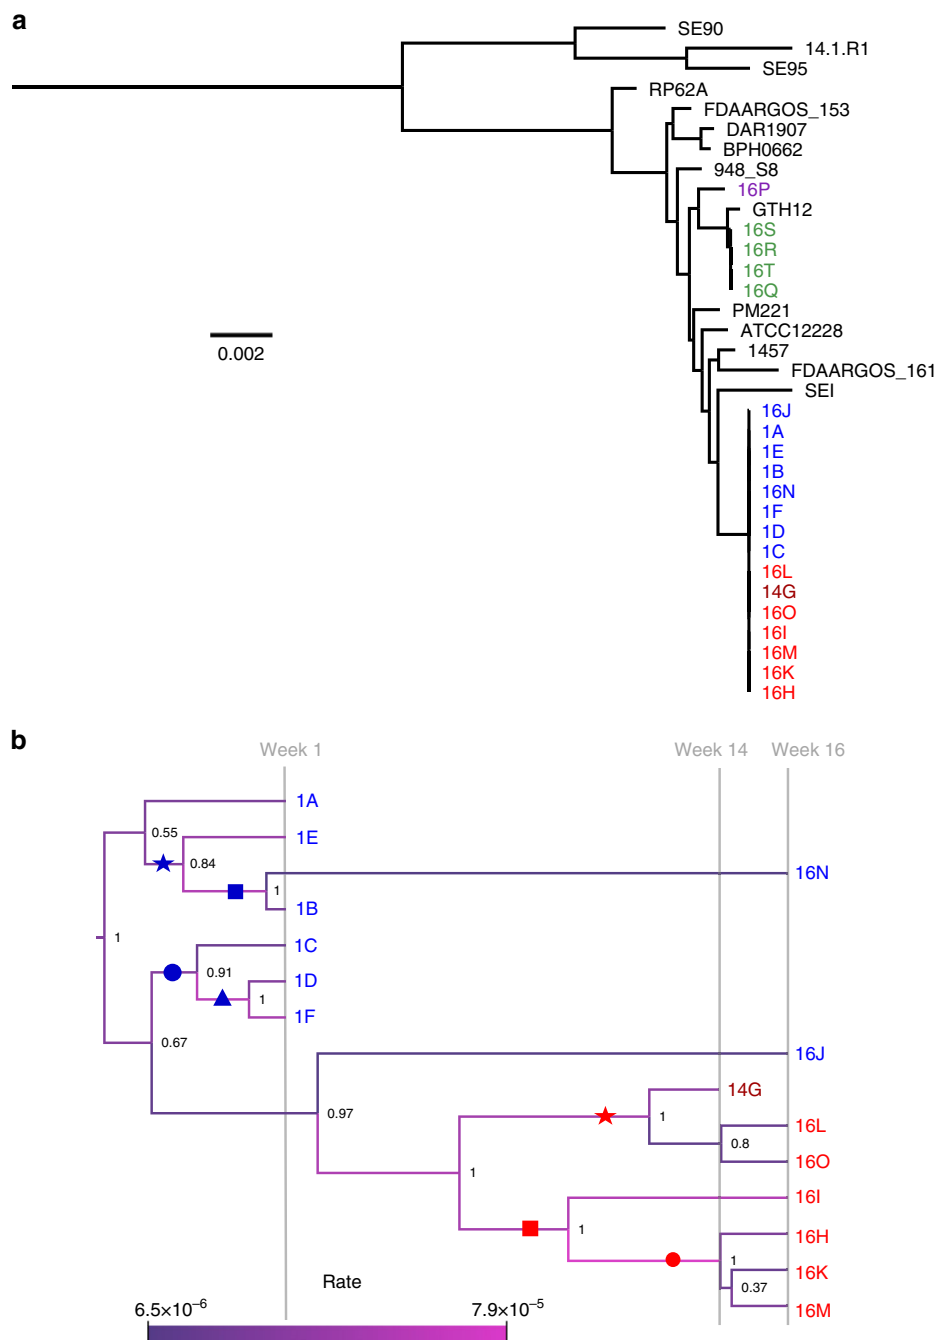 a
SE90
14.1.R1
SE95
RP62A
FDAARGOS_153
DAR1907
BPH0662
948_S8
16P
GTH12
16S
16R
16T
16Q
PM221
ATCC12228
1457
FDAARGOS_161
SEI
16J
1A
1E
1B
16N
1F
1D
1C
16L
14G
16O
16I
16M
16K
16H
0.002
b
Week 1
Week 14
Week 16
1A
0.55
1E
0.84
16N
1
1B
1
1C
0.91
1D
1
1F
0.67
16J
14G
0.97
1
16L
0.8
16O
1
16I
1
16H
1
16K
0.37
16M
Rate
6.5×10⁻⁶
7.9×10⁻⁵